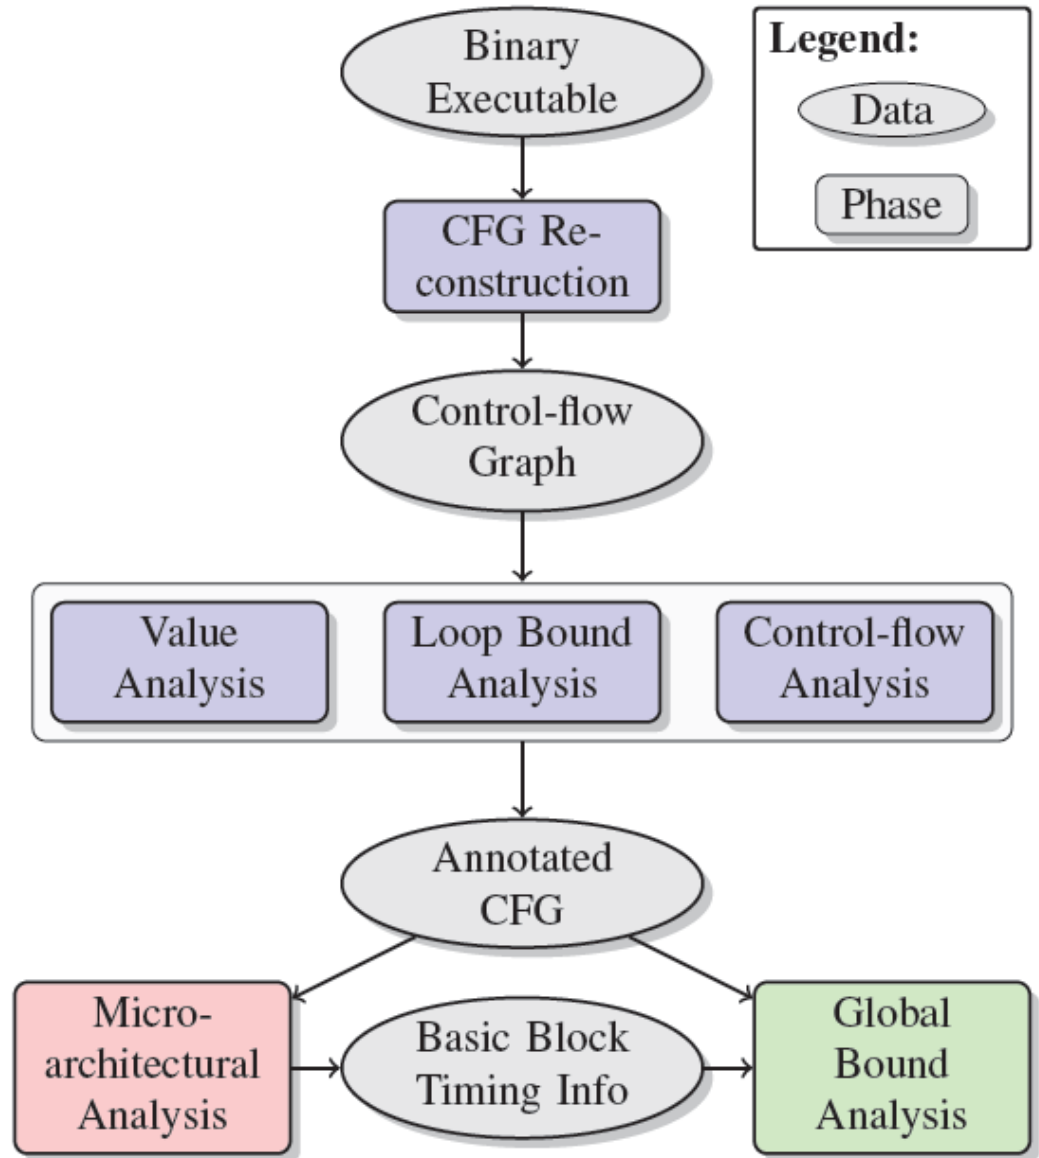 Binary
Executable
Legend:
Data
Phase
CFG Re-
construction
Control-flow
Graph
Value
Analysis
Loop Bound
Analysis
Control-flow
Analysis
Annotated
CFG
Micro-
architectural
Analysis
Basic Block
Timing Info
Global
Bound
Analysis